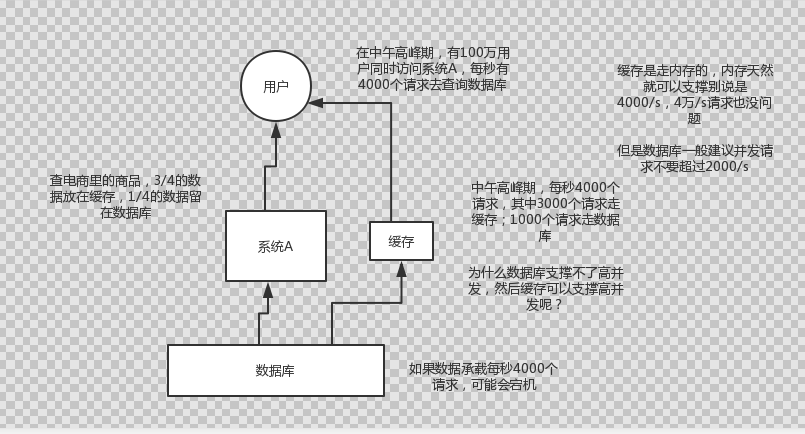 在中午高峰期，有100万用
户同时访问系统A，每秒有
4000个请求去查询数据库
用户
缓存是走内存的，内存天然
就可以支撑别说是
4000/s，4万/s请求也没问
题
但是数据库一般建议并发请
求不要超过2000/s
查电商里的商品，3/4的数
据放在缓存，1/4的数据留
在数据库
中午高峰期，每秒4000个
请求，其中3000个请求走
缓存；1000个请求走数据
库
系统A
缓存
为什么数据库支撑不了高并
发，然后缓存可以支撑高并
发呢？
数据库
如果数据承载每秒4000个
请求，可能会宕机